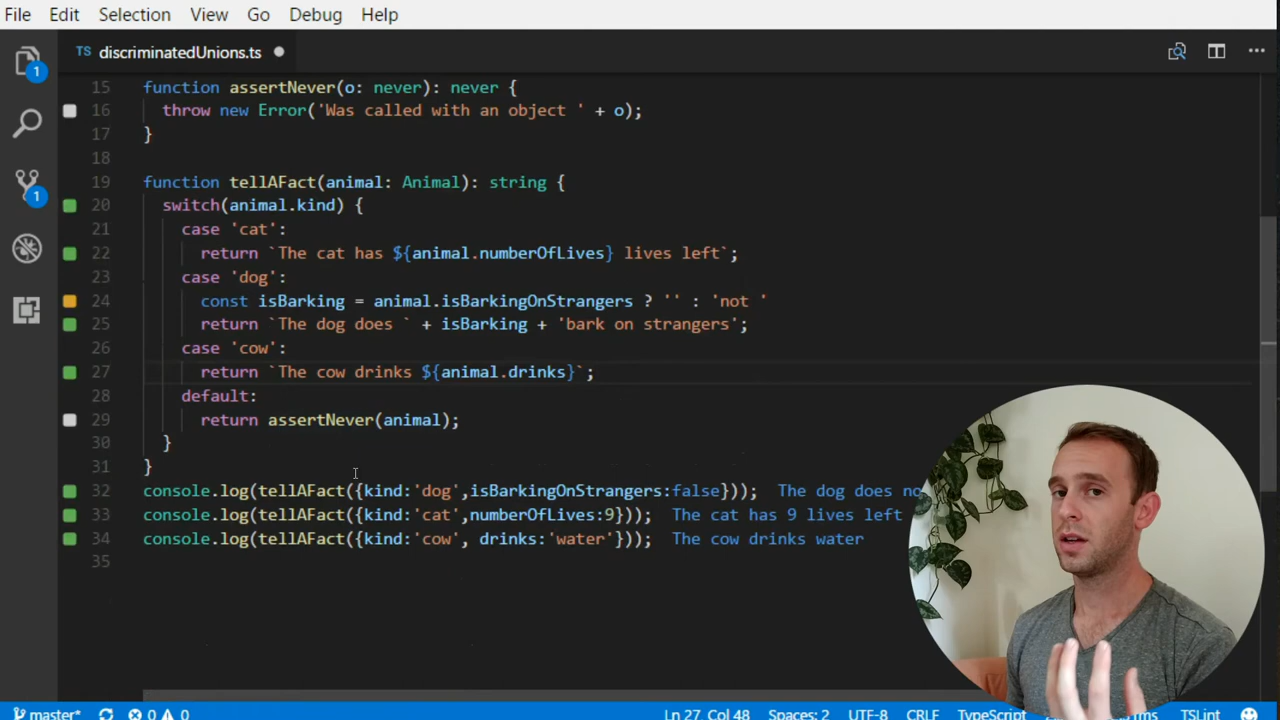 File Edit Selection View Go Debug Help
TS discriminatedUnions.ts
1
1
15 function assertNever(o: never): never {
16 throw new Error('Was called with an object ' + o);
17 }
18
19 function tellAFact(animal: Animal): string {
20 switch(animal.kind) {
21 case 'cat':
22 return `The cat has ${animal.numberOfLives} lives left`;
23 case 'dog':
24 const isBarking = animal.isBarkingOnStrangers ? '' : 'not '
25 return `The dog does ` + isBarking + 'bark on strangers';
26 case 'cow':
27 return `The cow drinks ${animal.drinks}`;
28 default:
29 return assertNever(animal);
30 }
31 }
32 console.log(tellAFact({kind:'dog',isBarkingOnStrangers:false})); The dog does no
33 console.log(tellAFact({kind:'cat',numberOfLives:9})); The cat has 9 lives left
34 console.log(tellAFact({kind:'cow', drinks:'water'})); The cow drinks water
35
master* 0 0 Ln 27, Col 48 Spaces: 2 UTF-8 CRLF TypeScript TSLint